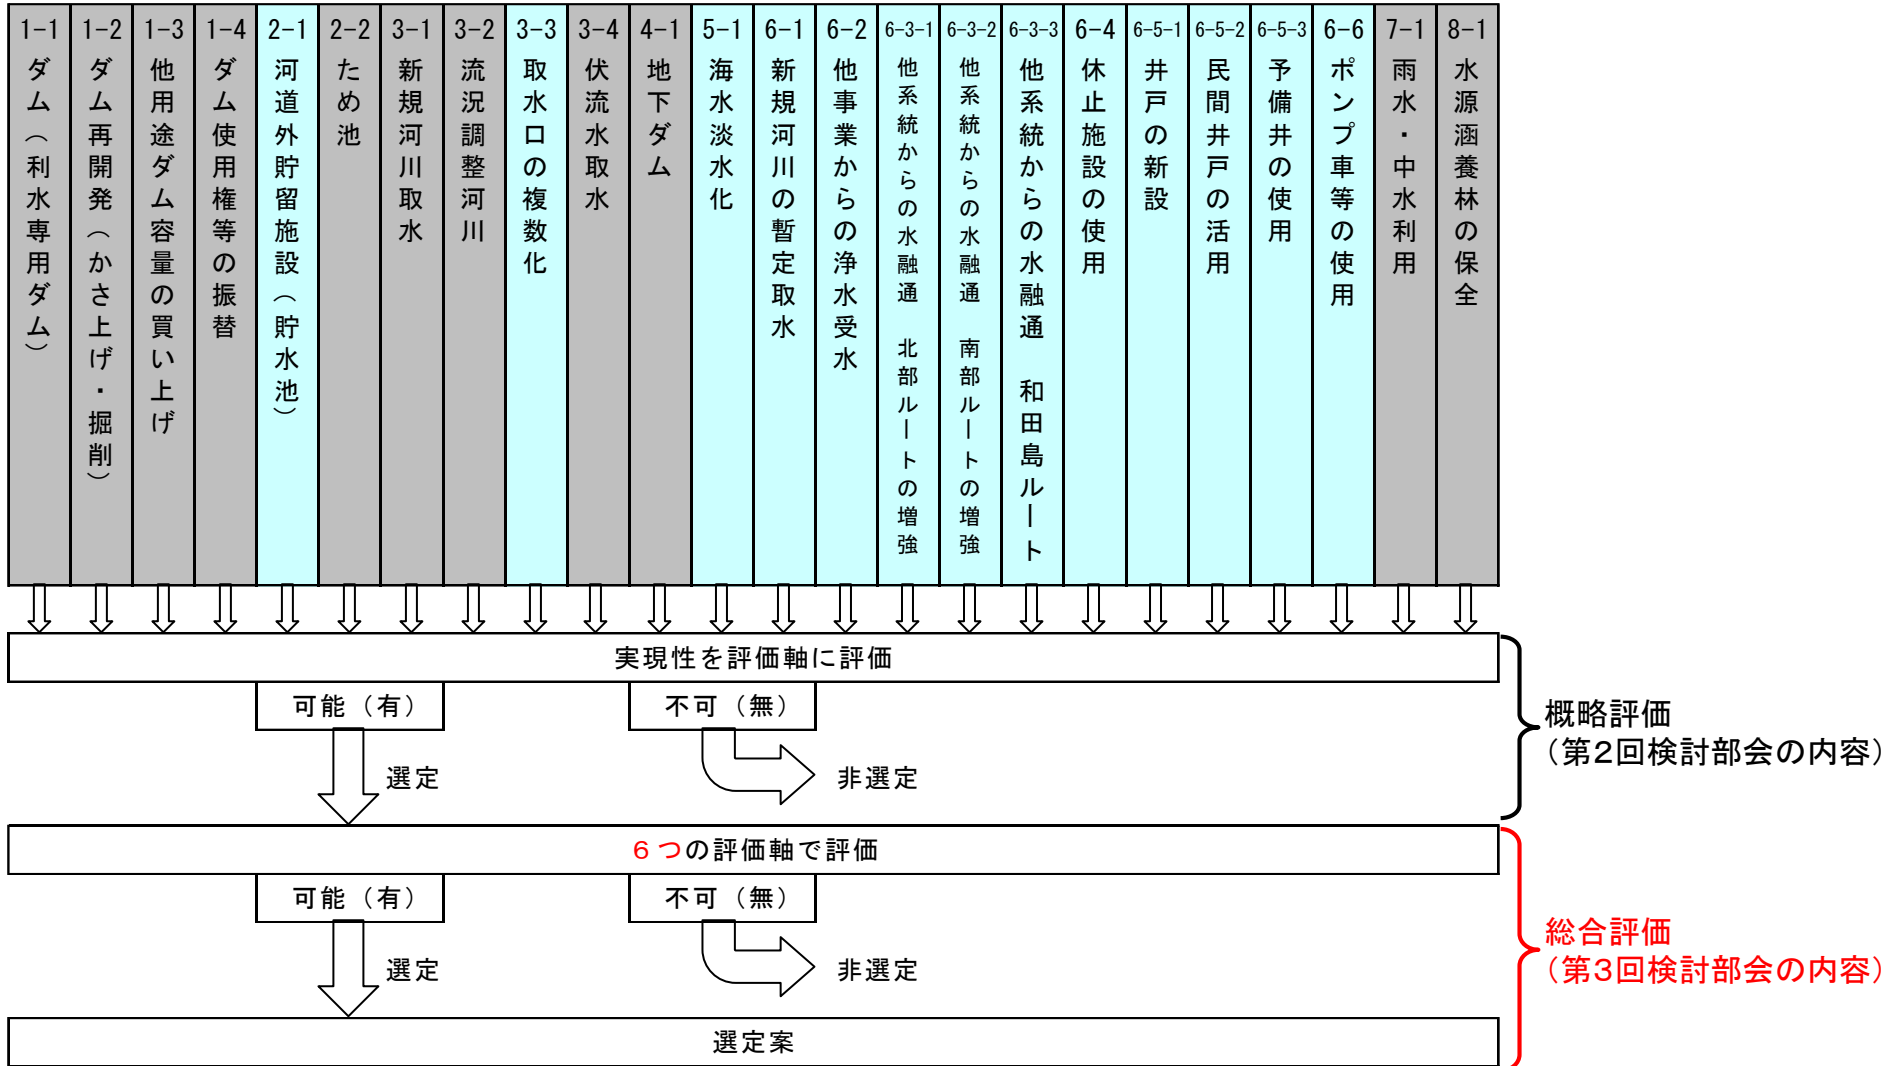 1-1 ダム（利水専用ダム）
1-2 ダム再開発（かさ上げ・掘削）
1-3 他用途ダム容量の買い上げ
1-4 ダム使用権等の振替
2-1 河道外貯留施設（貯水池）
2-2 ため池
3-1 新規河川取水
3-2 流況調整河川
3-3 取水口の複数化
3-4 伏流水取水
4-1 地下ダム
5-1 海水淡水化
6-1 新規河川の暫定取水
6-2 他事業からの浄水受水
6-3-1 他系統からの水融通　北部ルートの増強
6-3-2 他系統からの水融通　南部ルートの増強
6-3-3 他系統からの水融通　和田島ルート
6-4 休止施設の使用
6-5-1 井戸の新設
6-5-2 民間井戸の活用
6-5-3 予備井の使用
6-6 ポンプ車等の使用
7-1 雨水・中水利用
8-1 水源涵養林の保全
実現性を評価軸に評価
可能（有）
不可（無）
選定
非選定
概略評価
（第2回検討部会の内容）
６つの評価軸で評価
可能（有）
不可（無）
選定
非選定
総合評価
（第3回検討部会の内容）
選定案